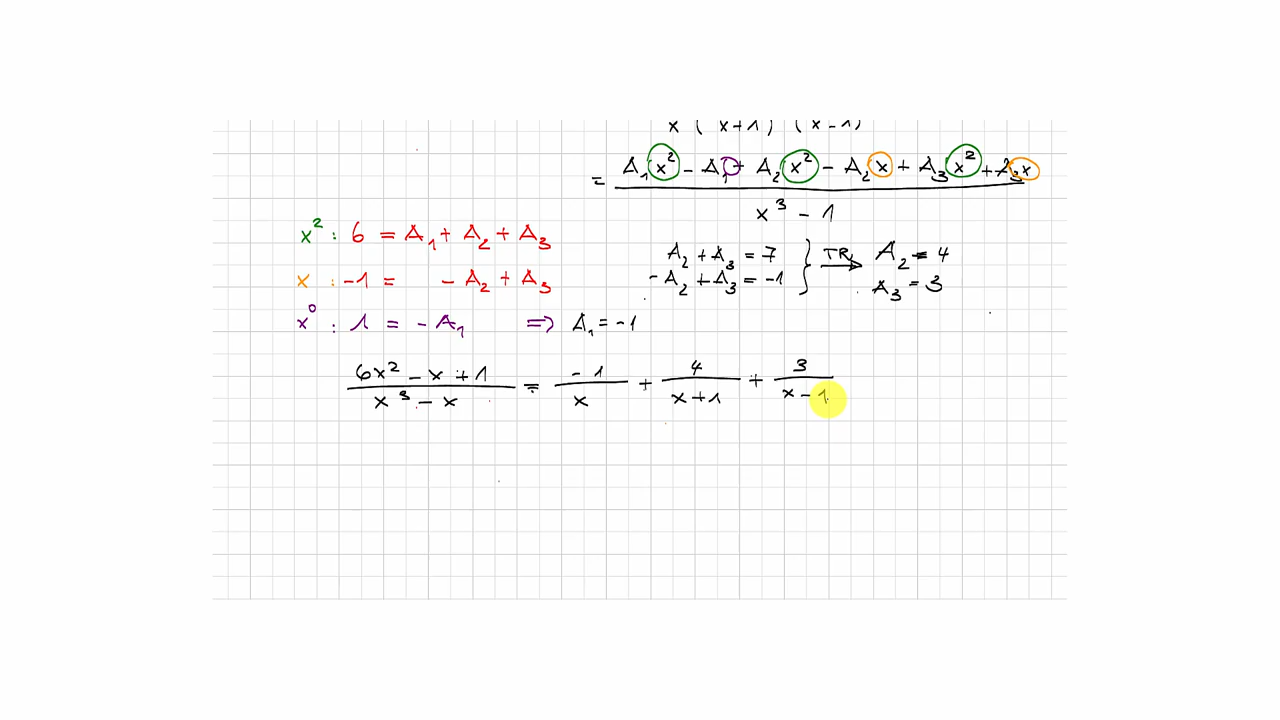 x (x+1) (x-1)
= (A₁x² - A₁ + A₂x² - A₂x + A₃x² + A₃x) / (x³ - 1)
x²: 6 = A₁ + A₂ + A₃
A₂ + A₃ = 7 } TR → A₂ = 4
x : -1 = - A₂ + A₃
-A₂ + A₃ = -1 A₃ = 3
x⁰ : 1 = - A₁ ⇒ A₁ = -1
(6x² - x + 1) / (x³ - x) = -1 / x + 4 / (x+1) + 3 / (x-1)